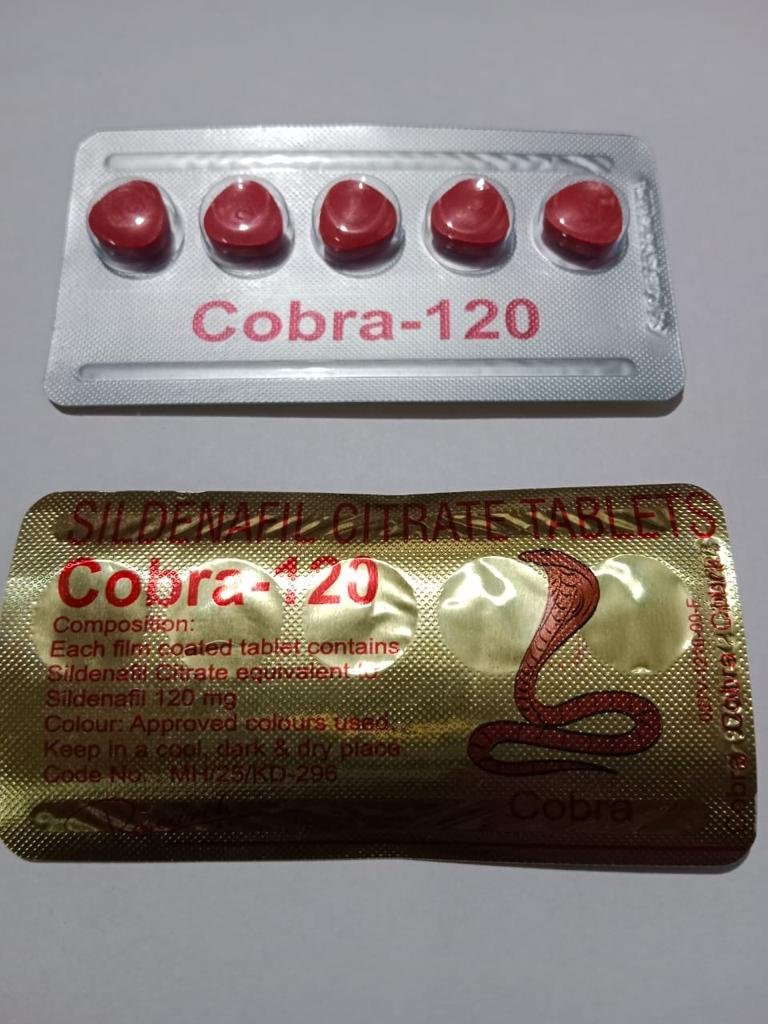 Cobra-120
SILDENAFIL CITRATE TABLETS
Cobra-120
Composition:
Each film coated tablet contains
Sildenafil Citrate equivalent to
Sildenafil 120 mg
Colour: Approved colours used
Keep in a cool, dark & dry place
Code No. : MH/25/KD-296
Cobra